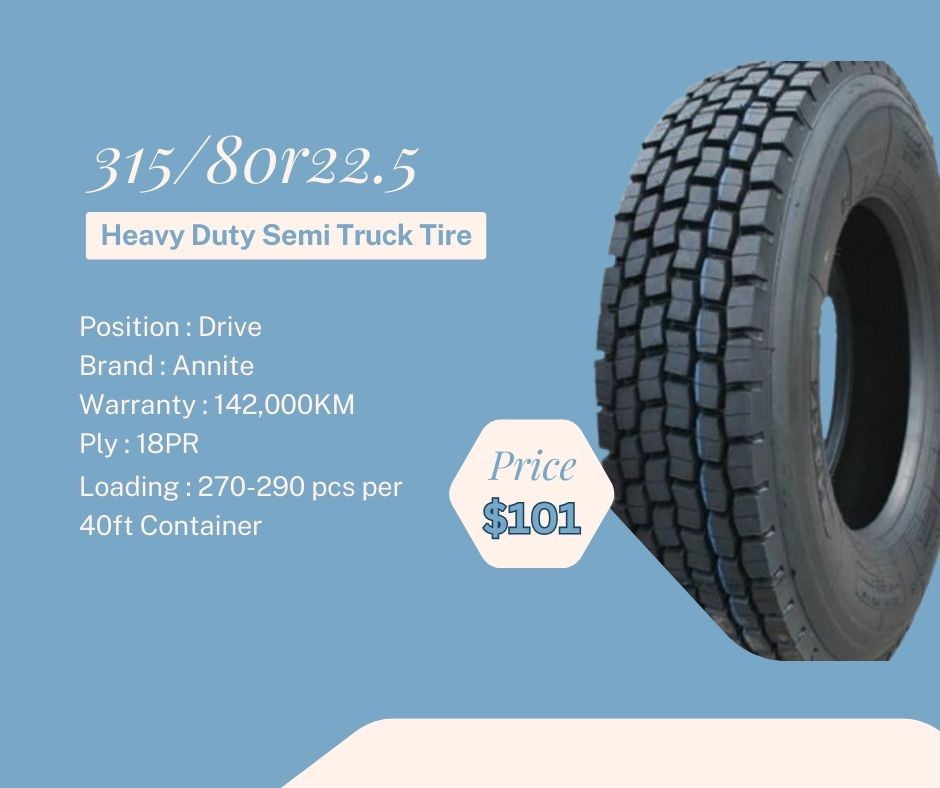 315/80r22.5
Heavy Duty Semi Truck Tire
Position : Drive
Brand : Annite
Warranty : 142,000KM
Ply : 18PR
Loading : 270-290 pcs per
40ft Container
Price
$101